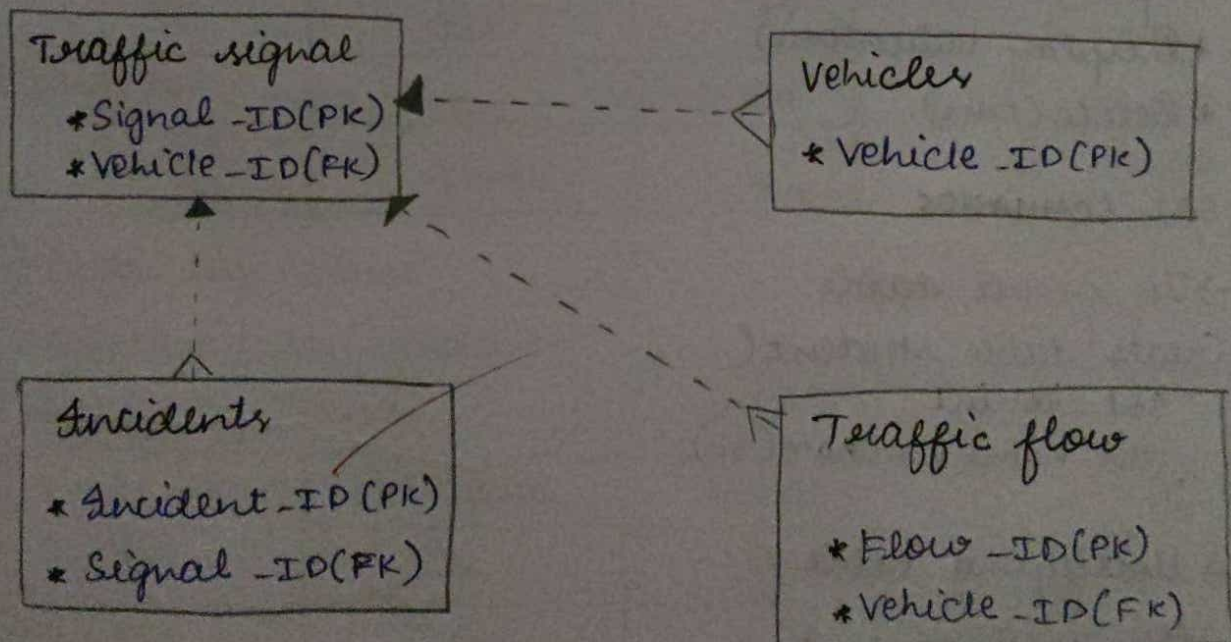 Traffic signal
*Signal_ID(PK)
*Vehicle_ID(FK)
Vehicles
* Vehicle_ID(PK)
Incidents
* Incident_ID(PK)
* Signal_ID(FK)
Traffic flow
* Flow_ID(PK)
* Vehicle_ID(FK)